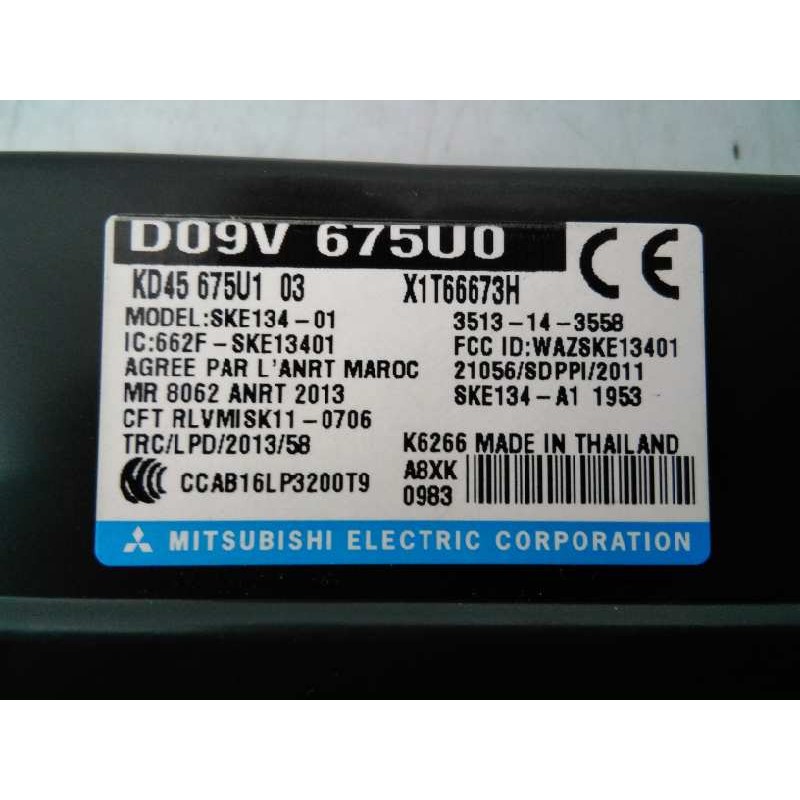 D09V 675U0
CE
KD45 675U1 03 X1T66673H
MODEL:SKE134-01 3513-14-3558
IC:662F-SKE13401 FCC ID:WAZSKE13401
AGREE PAR L'ANRT MAROC 21056/SDPPI/2011
MR 8062 ANRT 2013 SKE134-A1 1953
CFT RLVMISK11-0706
TRC/LPD/2013/58 K6266 MADE IN THAILAND
CCC CCAB16LP3200T9 A8XK
0983
MITSUBISHI ELECTRIC CORPORATION